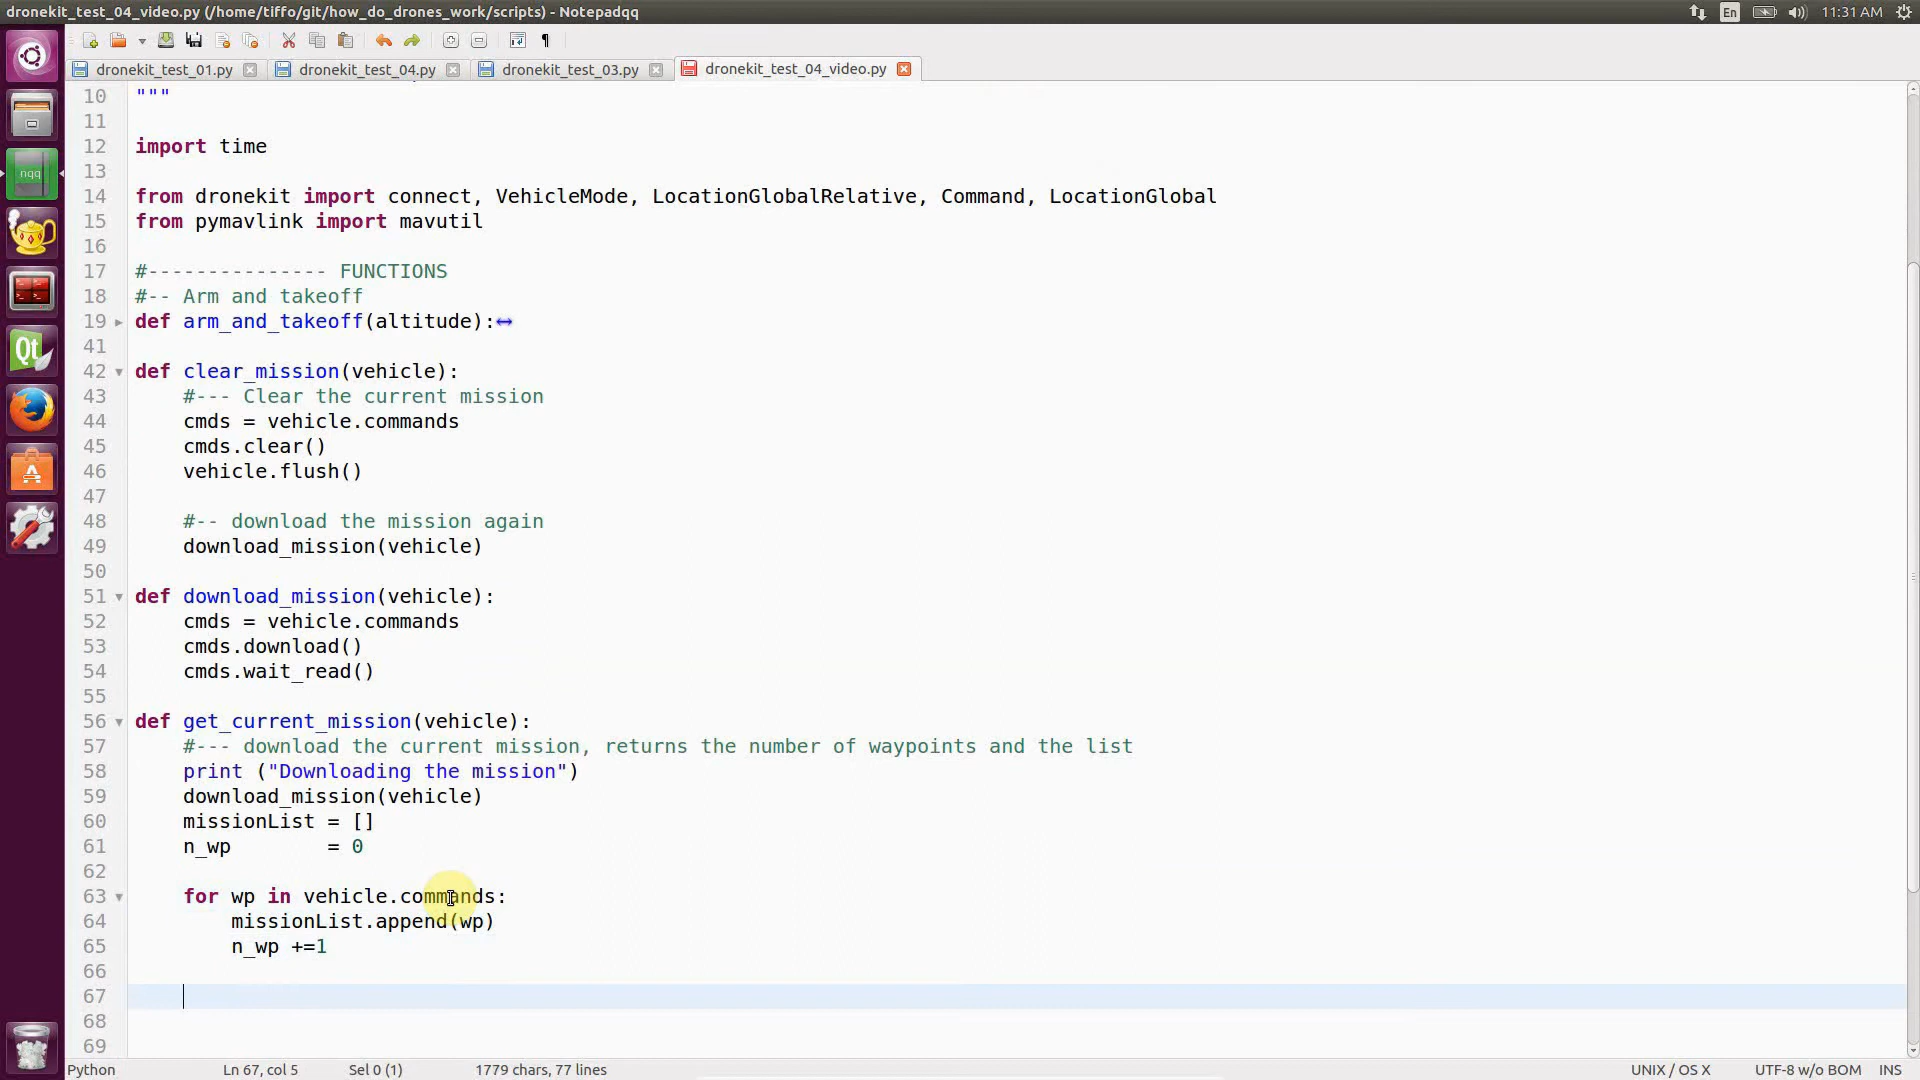 dronekit_test_04_video.py (/home/tiffo/git/how_do_drones_work/scripts) - Notepadqq
En
11:31 AM
dronekit_test_01.py
dronekit_test_04.py
dronekit_test_03.py
dronekit_test_04_video.py
10 """
11
12 import time
13
14 from dronekit import connect, VehicleMode, LocationGlobalRelative, Command, LocationGlobal
15 from pymavlink import mavutil
16
17 #--------------- FUNCTIONS
18 #-- Arm and takeoff
19 def arm_and_takeoff(altitude):
41
42 def clear_mission(vehicle):
43     #--- Clear the current mission
44     cmds = vehicle.commands
45     cmds.clear()
46     vehicle.flush()
47
48     #-- download the mission again
49     download_mission(vehicle)
50
51 def download_mission(vehicle):
52     cmds = vehicle.commands
53     cmds.download()
54     cmds.wait_read()
55
56 def get_current_mission(vehicle):
57     #--- download the current mission, returns the number of waypoints and the list
58     print ("Downloading the mission")
59     download_mission(vehicle)
60     missionList = []
61     n_wp        = 0
62
63     for wp in vehicle.commands:
64         missionList.append(wp)
65         n_wp +=1
66
67
68
69
nqq
Qt
Python
Ln 67, col 5
Sel 0 (1)
1779 chars, 77 lines
UNIX / OS X
UTF-8 w/o BOM
INS